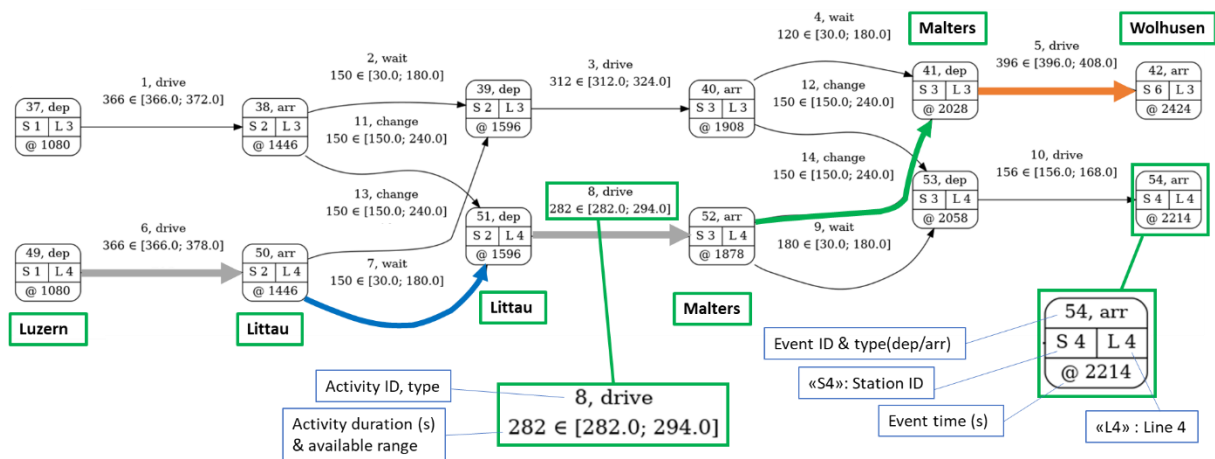 4, wait
120 ∈ [30.0; 180.0]
Malters
Wolhusen
2, wait
150 ∈ [30.0; 180.0]
3, drive
312 ∈ [312.0; 324.0]
5, drive
396 ∈ [396.0; 408.0]
1, drive
366 ∈ [366.0; 372.0]
12, change
150 ∈ [150.0; 240.0]
37, dep
S 1 L 3
@ 1080
38, arr
S 2 L 3
@ 1446
39, dep
S 2 L 3
@ 1596
40, arr
S 3 L 3
@ 1908
41, dep
S 3 L 3
@ 2028
42, arr
S 6 L 3
@ 2424
11, change
150 ∈ [150.0; 240.0]
14, change
150 ∈ [150.0; 240.0]
10, drive
156 ∈ [156.0; 168.0]
13, change
150 ∈ [150.0; 240.0]
8, drive
282 ∈ [282.0; 294.0]
6, drive
366 ∈ [366.0; 378.0]
7, wait
150 ∈ [30.0; 180.0]
9, wait
180 ∈ [30.0; 180.0]
49, dep
S 1 L 4
@ 1080
50, arr
S 2 L 4
@ 1446
51, dep
S 2 L 4
@ 1596
52, arr
S 3 L 4
@ 1878
53, dep
S 3 L 4
@ 2058
54, arr
S 4 L 4
@ 2214
Luzern
Littau
Littau
Malters
Event ID & type(dep/arr)
«S4»: Station ID
Event time (s)
«L4» : Line 4
54, arr
S 4 L 4
@ 2214
Activity ID, type
Activity duration (s)
& available range
8, drive
282 ∈ [282.0; 294.0]